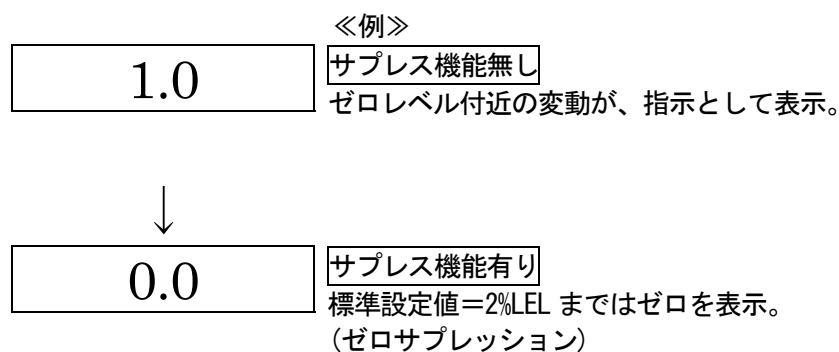 ≪例≫
1.0
サプレス機能無し
ゼロレベル付近の変動が、指示として表示。
↓
0.0
サプレス機能有り
標準設定値＝2%LEL まではゼロを表示。
(ゼロサプレッション)